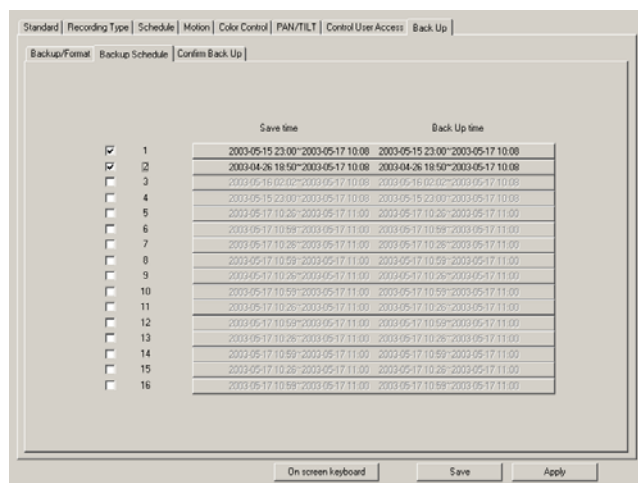 Standard Recording Type Schedule Motion Color Control PAN/TILT Control User Access Back Up
Backup/Format Backup Schedule Confirm Back Up
Save time Back Up time
1 2003-05-15 23:00~2003-05-17 10:08 2003-05-15 23:00~2003-05-17 10:08
2 2003-04-26 18:50~2003-05-17 10:08 2003-04-26 18:50~2003-05-17 10:08
3 2003-05-16 02:02~2003-05-17 10:08 2003-05-16 02:02~2003-05-17 10:08
4 2003-05-15 23:00~2003-05-17 10:08 2003-05-15 23:00~2003-05-17 10:08
5 2003-05-17 10:26~2003-05-17 11:00 2003-05-17 10:26~2003-05-17 11:00
6 2003-05-17 10:59~2003-05-17 11:00 2003-05-17 10:59~2003-05-17 11:00
7 2003-05-17 10:26~2003-05-17 11:00 2003-05-17 10:26~2003-05-17 11:00
8 2003-05-17 10:59~2003-05-17 11:00 2003-05-17 10:59~2003-05-17 11:00
9 2003-05-17 10:26~2003-05-17 11:00 2003-05-17 10:26~2003-05-17 11:00
10 2003-05-17 10:59~2003-05-17 11:00 2003-05-17 10:59~2003-05-17 11:00
11 2003-05-17 10:26~2003-05-17 11:00 2003-05-17 10:26~2003-05-17 11:00
12 2003-05-17 10:59~2003-05-17 11:00 2003-05-17 10:59~2003-05-17 11:00
13 2003-05-17 10:26~2003-05-17 11:00 2003-05-17 10:26~2003-05-17 11:00
14 2003-05-17 10:59~2003-05-17 11:00 2003-05-17 10:59~2003-05-17 11:00
15 2003-05-17 10:26~2003-05-17 11:00 2003-05-17 10:26~2003-05-17 11:00
16 2003-05-17 10:59~2003-05-17 11:00 2003-05-17 10:59~2003-05-17 11:00
On screen keyboard Save Apply